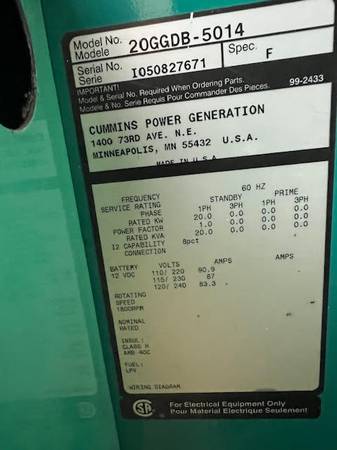 Model No. 20GGDB-5014
Modele
Serial No. I050827671 Spec. F
Serie
IMPORTANT! 99-2433
Model & Serial No. Required When Ordering Parts.
Modele & No. Serie Requis Pour Commander Des Pieces.
CUMMINS POWER GENERATION
1400 73RD AVE. N.E.
MINNEAPOLIS, MN 55432 U.S.A.
MADE IN U.S.A.
FREQUENCY 60 HZ
SERVICE RATING STANDBY PRIME
PHASE 1PH 3PH 1PH 3PH
RATED KW 20.0 0.0 0.0 0.0
POWER FACTOR 1.0 0.0 0.0 0.0
RATED KVA 20.0 0.0 0.0 0.0
I2 CAPABILITY 8pct
CONNECTION
BATTERY VOLTS AMPS AMPS
12 VDC 110/ 220 90.9
115/ 230 87
120/ 240 83.3
ROTATING
SPEED
1800RPM
NOMINAL
RATED
INSUL:
CLASS H
AMB-40C
FUEL:
LPV
WIRING DIAGRAM
SA
For Electrical Equipment Only
Pour Material Electrique Seulement